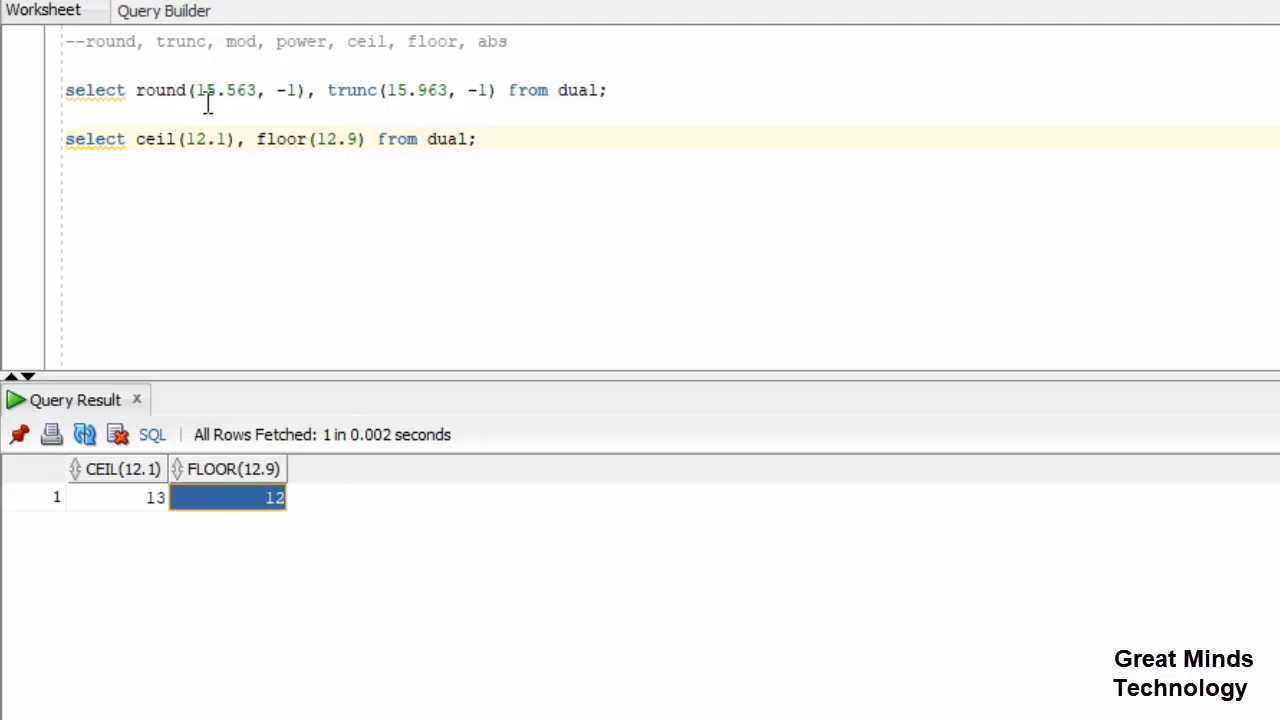 Worksheet Query Builder
--round, trunc, mod, power, ceil, floor, abs
select round(15.563, -1), trunc(15.963, -1) from dual;
select ceil(12.1), floor(12.9) from dual;
Query Result x
SQL | All Rows Fetched: 1 in 0.002 seconds
CEIL(12.1) FLOOR(12.9)
1 13 12
Great Minds
Technology